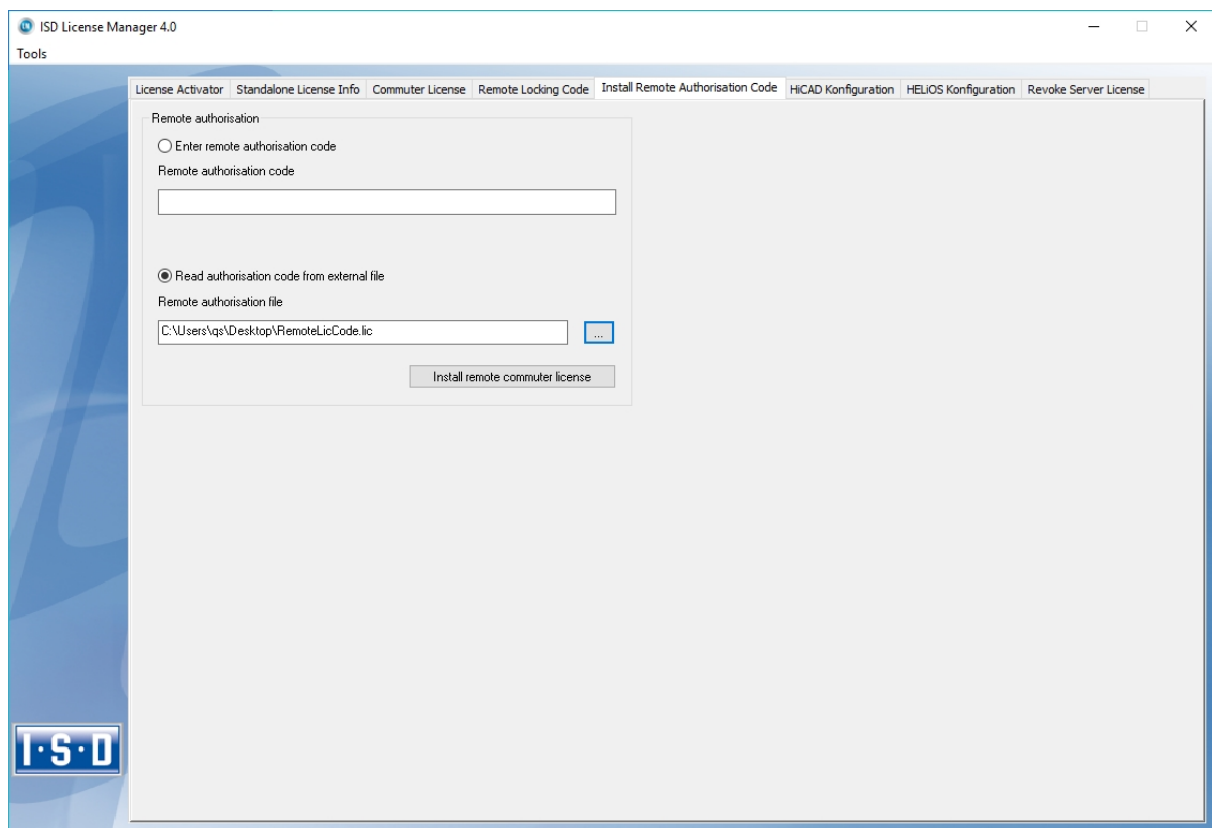 ISD License Manager 4.0
Tools
License Activator Standalone License Info Commuter License Remote Locking Code Install Remote Authorisation Code HiCAD Konfiguration HELiOS Konfiguration Revoke Server License
Remote authorisation
Enter remote authorisation code
Remote authorisation code
Read authorisation code from external file
Remote authorisation file
C:\Users\qs\Desktop\RemoteLicCode.lic
...
Install remote commuter license
I·S·D